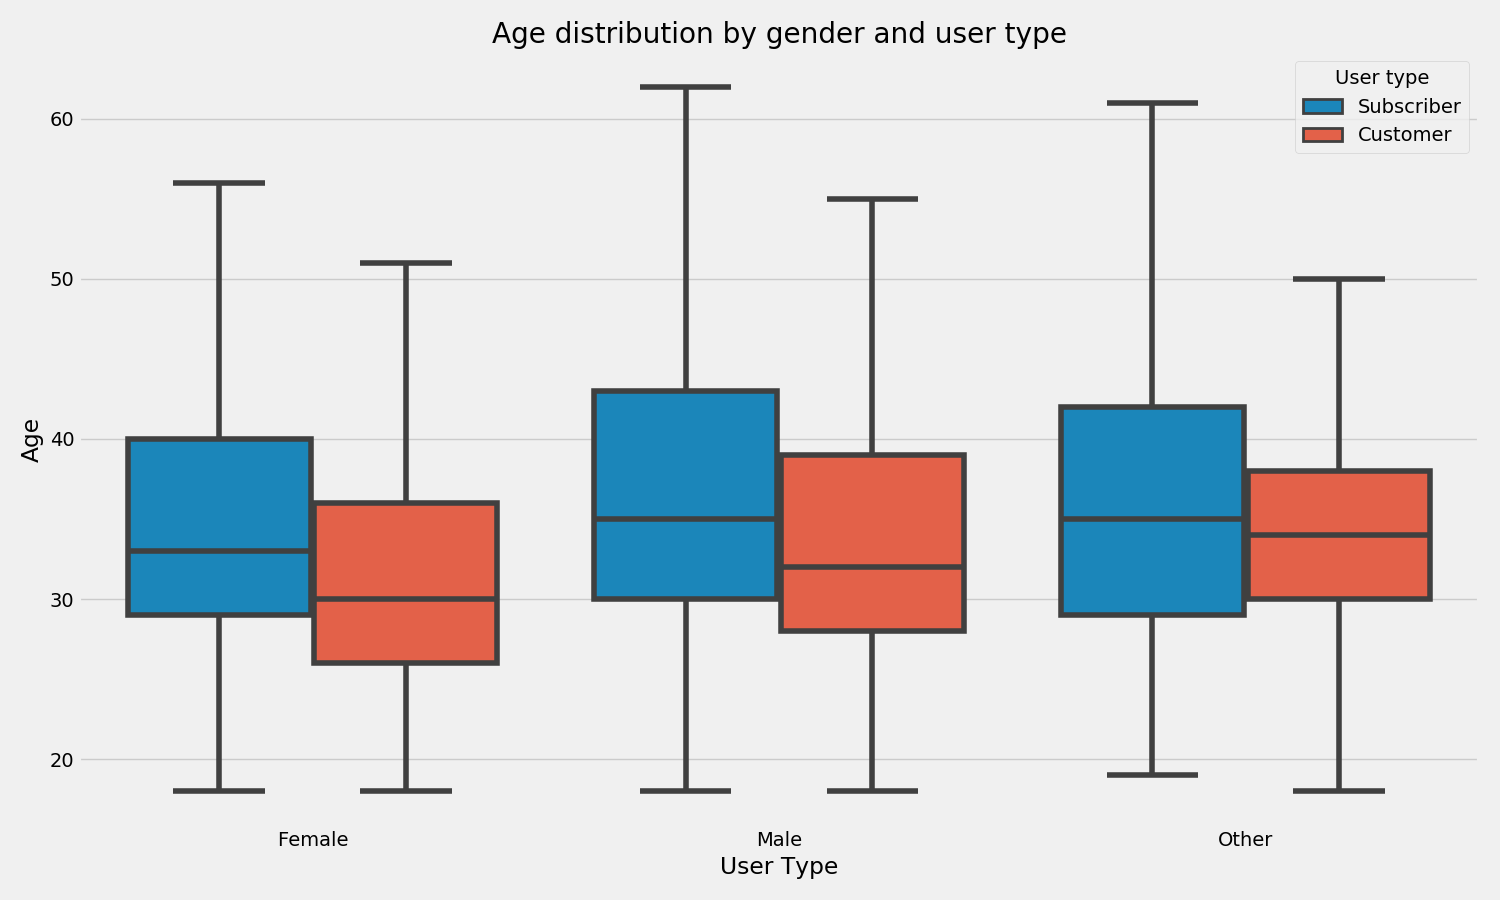 Age distribution by gender and user type
User type
Subscriber
Customer
60
50
40
30
20
Age
Female
Male
Other
User Type